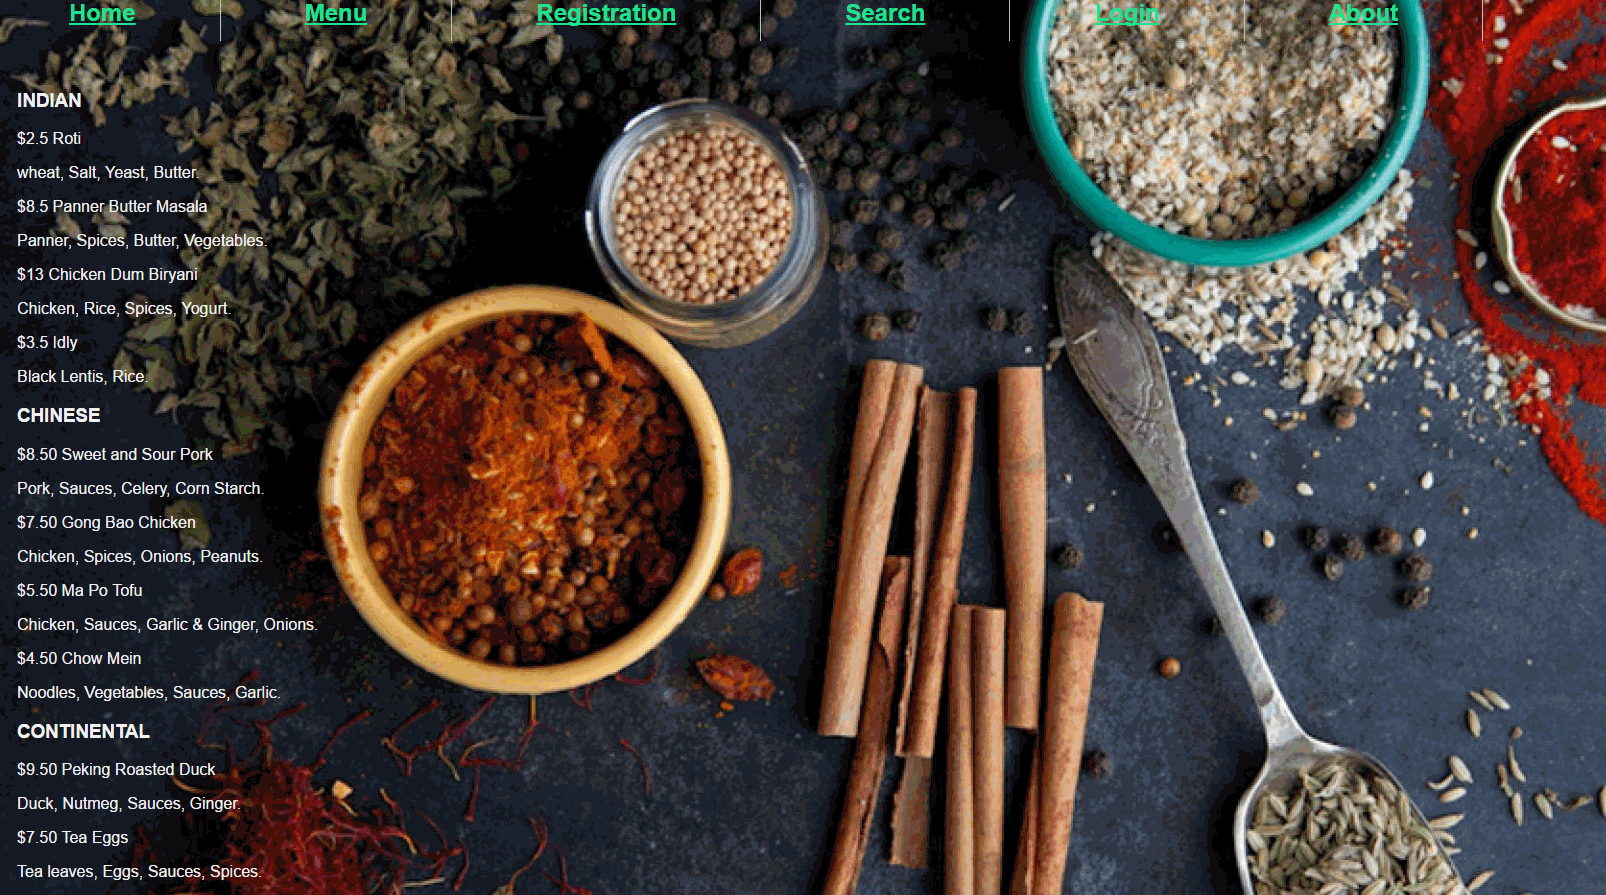 Home Menu Registration Search Login About
INDIAN
$2.5 Roti
wheat, Salt, Yeast, Butter.
$8.5 Panner Butter Masala
Panner, Spices, Butter, Vegetables.
$13 Chicken Dum Biryani
Chicken, Rice, Spices, Yogurt.
$3.5 Idly
Black Lentis, Rice.
CHINESE
$8.50 Sweet and Sour Pork
Pork, Sauces, Celery, Corn Starch.
$7.50 Gong Bao Chicken
Chicken, Spices, Onions, Peanuts.
$5.50 Ma Po Tofu
Chicken, Sauces, Garlic & Ginger, Onions.
$4.50 Chow Mein
Noodles, Vegetables, Sauces, Garlic.
CONTINENTAL
$9.50 Peking Roasted Duck
Duck, Nutmeg, Sauces, Ginger.
$7.50 Tea Eggs
Tea leaves, Eggs, Sauces, Spices.